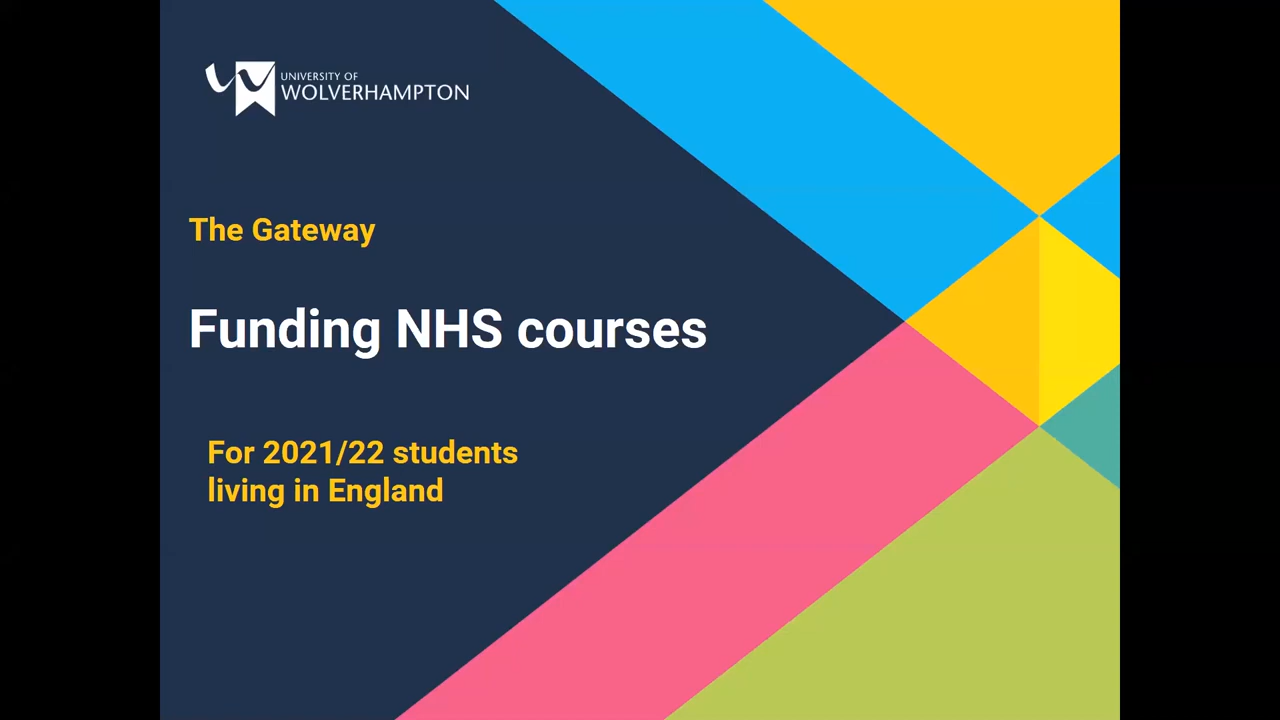 UNIVERSITY OF
WOLVERHAMPTON
The Gateway
Funding NHS courses
For 2021/22 students
living in England